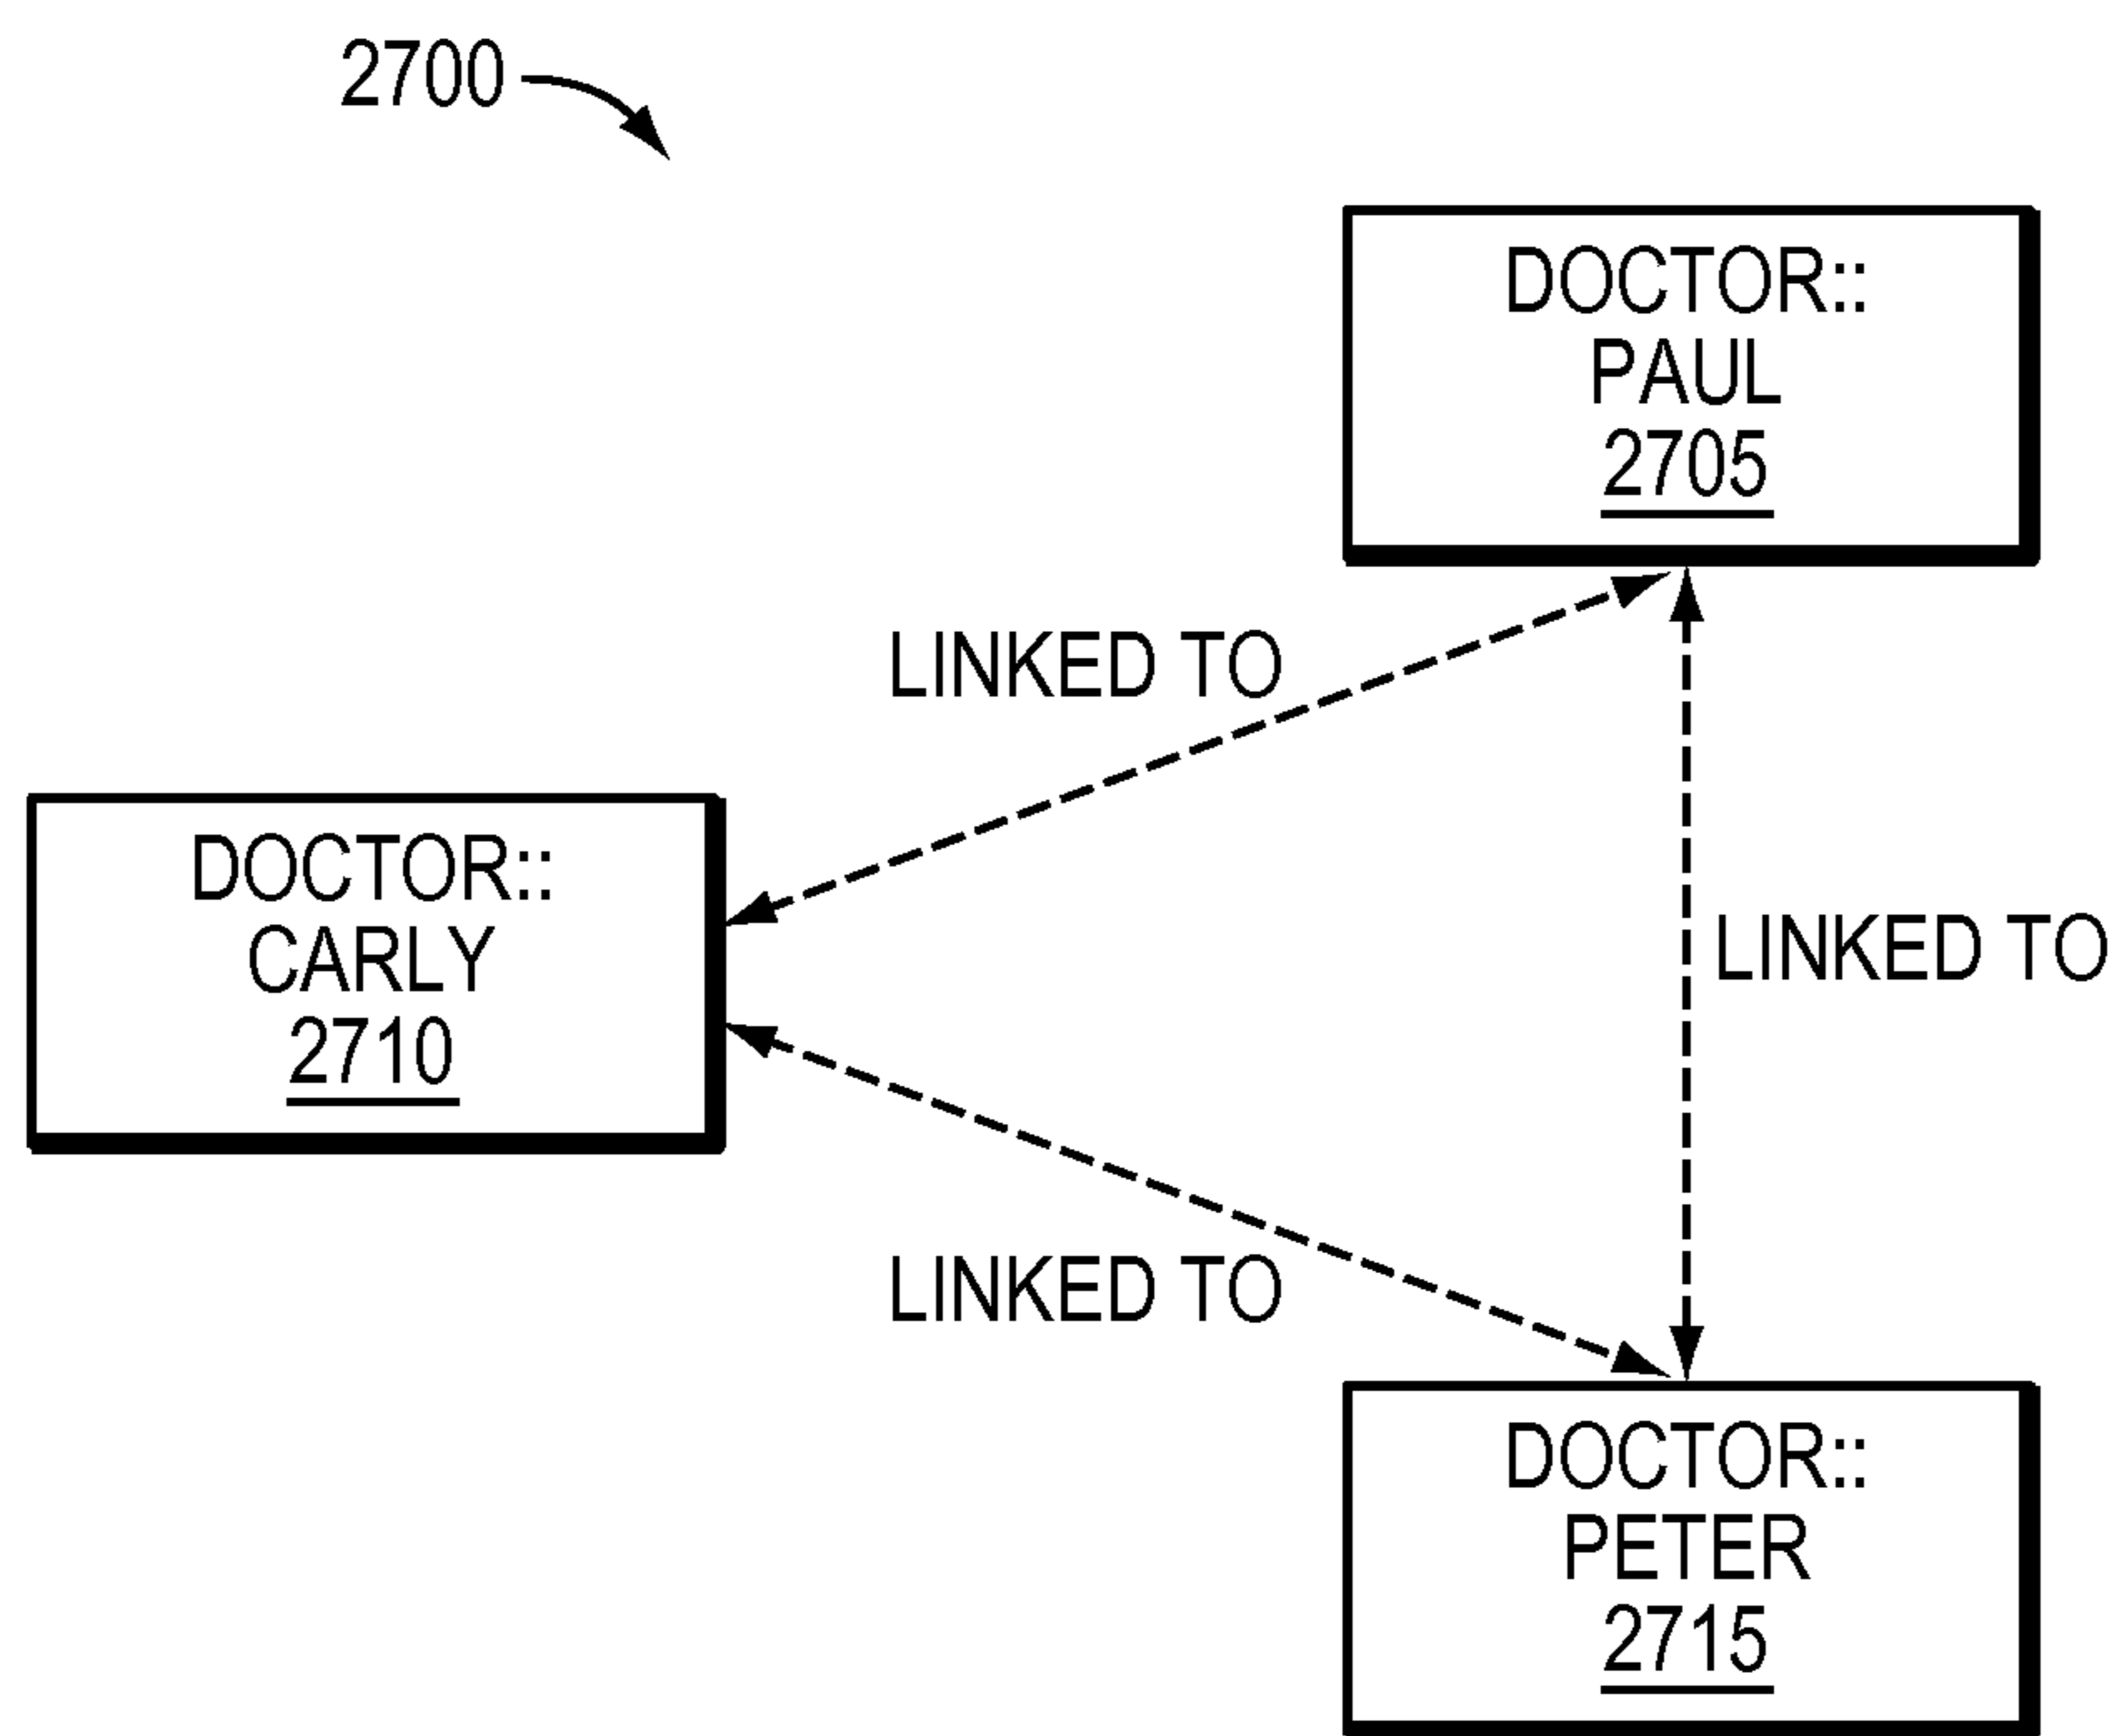 2700
DOCTOR::
PAUL
2705
LINKED TO
DOCTOR::
CARLY
2710
LINKED TO
LINKED TO
DOCTOR::
PETER
2715